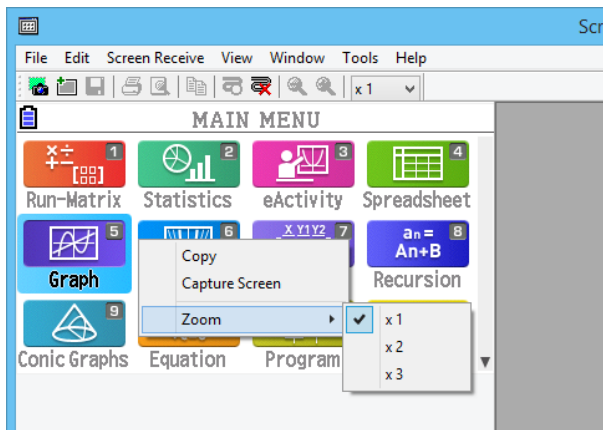 Scr
File Edit Screen Receive View Window Tools Help
x 1
MAIN MENU
1 2 3 4
Run-Matrix Statistics eActivity Spreadsheet
5 6 X Y1Y2 7 an= 8
An+B
Copy
Graph Capture Screen Recursion
9 Zoom x 1
x 2
Conic Graphs Equation Program
x 3